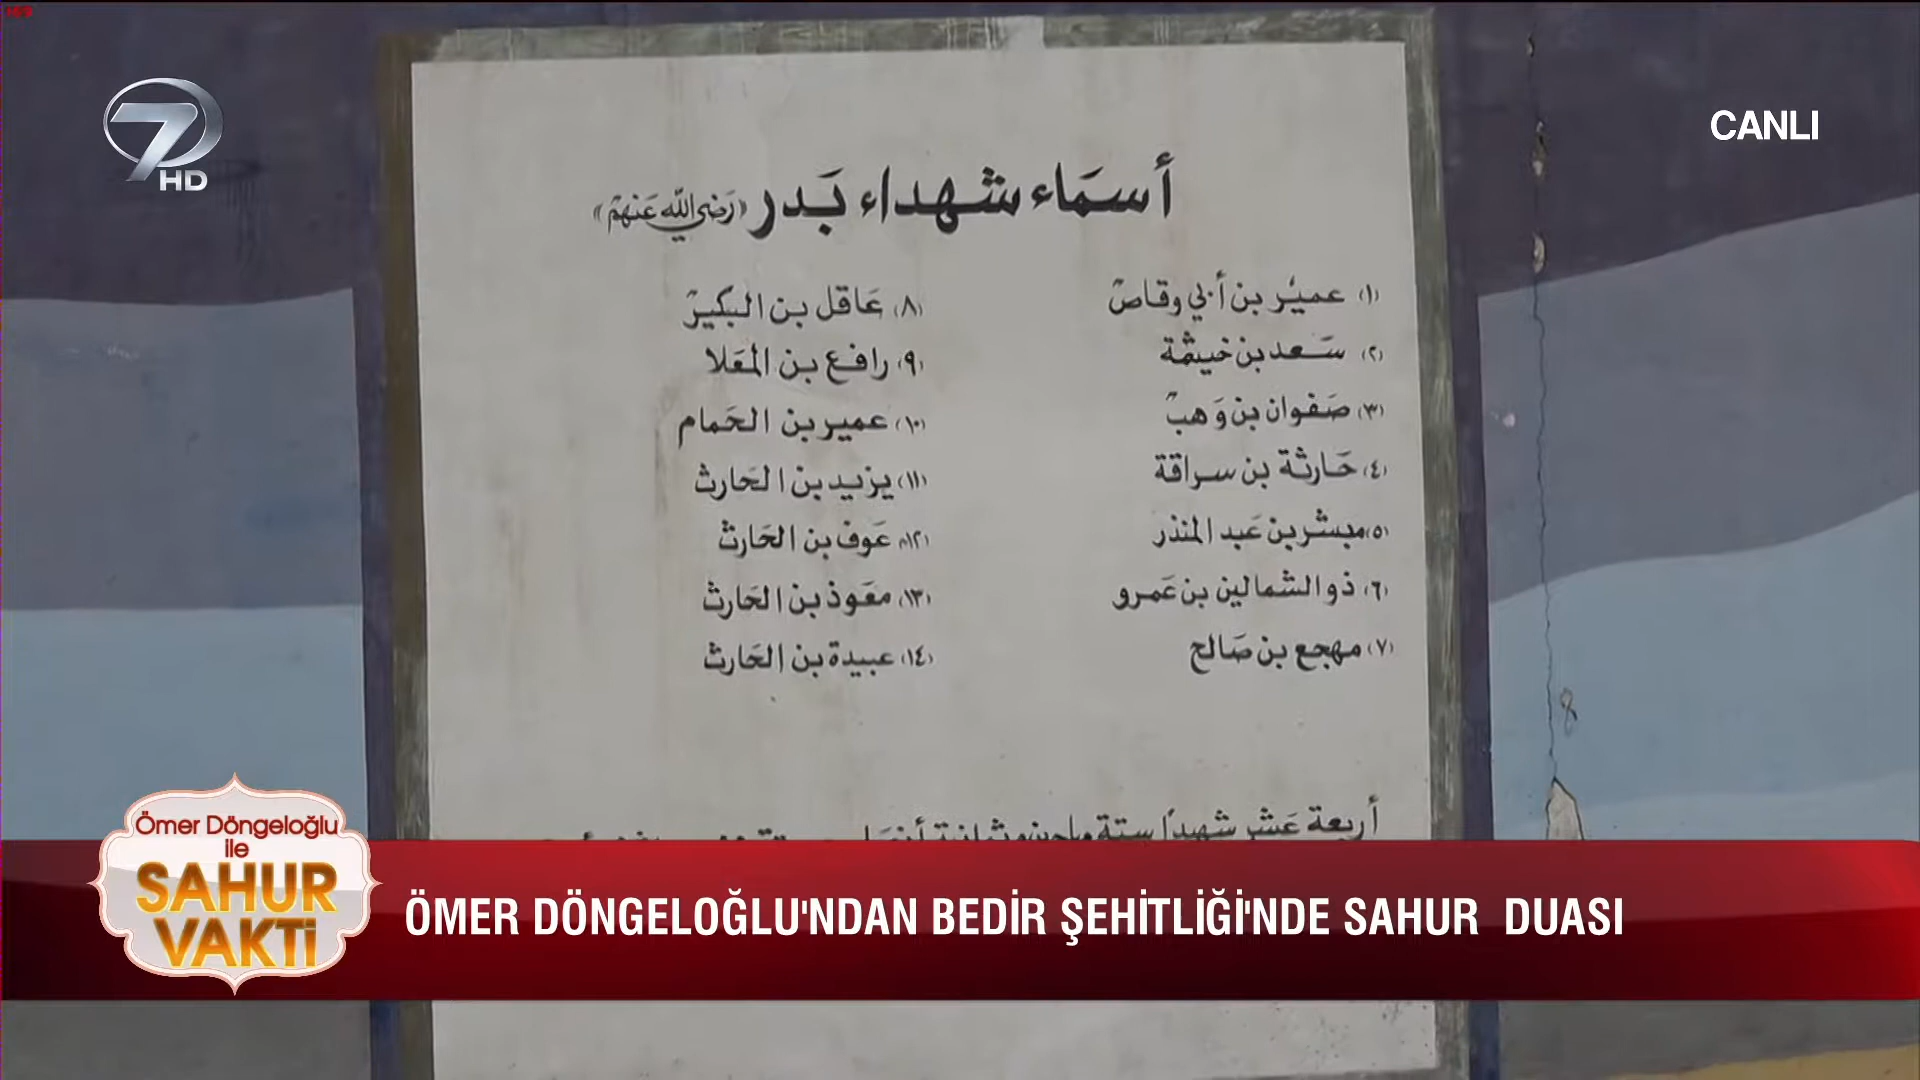 7
HD
CANLI
أسماء شهداء بدر (رضي الله عنهم)
(١) عمير بن أبي وقاص
(٢) سعد بن خيثمة
(٣) صفوان بن وهب
(٤) حارثة بن سراقة
(٥) مبشر بن عبد المنذر
(٦) ذو الشمالين بن عمرو
(٧) مهجع بن صالح
(٨) عاقل بن البكير
(٩) رافع بن المعلا
(١٠) عمير بن الحمام
(١١) يزيد بن الحارث
(١٢) عوف بن الحارث
(١٣) معوذ بن الحارث
(١٤) عبيدة بن الحارث
أربعة عشر شهيدًا ستة
Ömer Döngeloğlu
ile
SAHUR
VAKTİ
ÖMER DÖNGELOĞLU'NDAN BEDİR ŞEHİTLİĞİ'NDE SAHUR DUASI